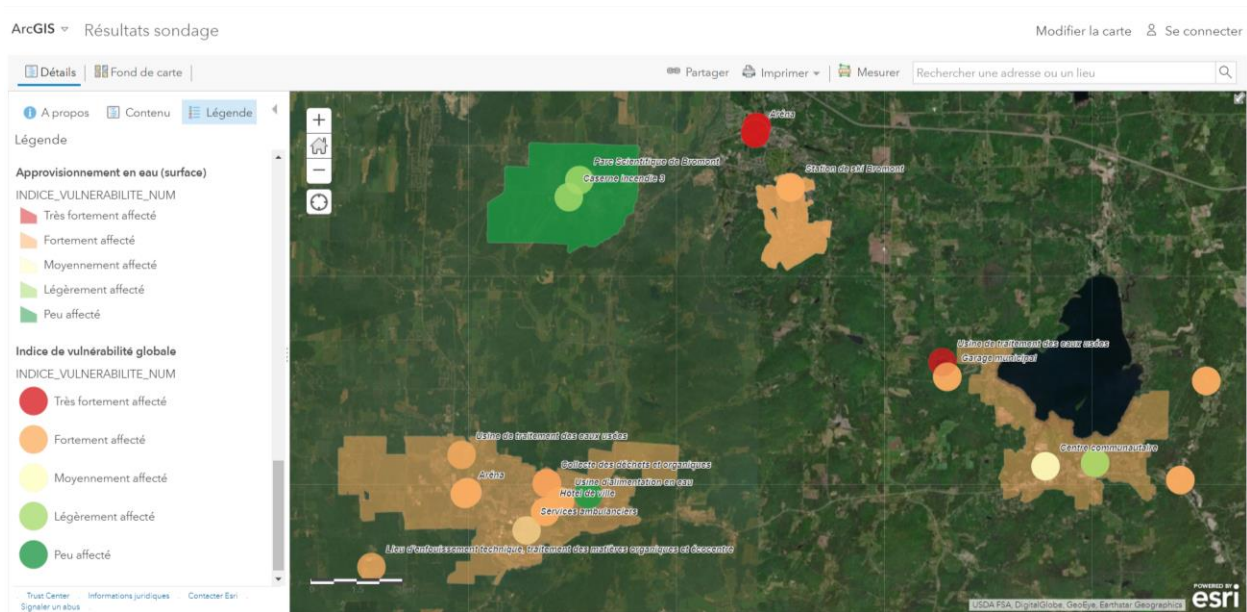 ArcGIS Résultats sondage Modifier la carte Se connecter
Détails Fond de carte Partager Imprimer Mesurer Rechercher une adresse ou un lieu
A propos Contenu Légende
Légende
Approvisionnement en eau (surface)
INDICE_VULNERABILITE_NUM
Très fortement affecté
Fortement affecté
Moyennement affecté
Légèrement affecté
Peu affecté
Indice de vulnérabilité globale
INDICE_VULNERABILITE_NUM
Très fortement affecté
Fortement affecté
Moyennement affecté
Légèrement affecté
Peu affecté
Trust Center Informations juridiques Contacter Esri
Signaler un abus
Aréna
Parc Scientifique de Bromont
Caserne incendie 3
Station de ski Bromont
Usine de traitement des eaux usées
Garage municipal
Centre communautaire
Usine de traitement des eaux usées
Aréna
Collecte des déchets et organiques
Usine d'alimentation en eau
Hôtel de ville
Services ambulanciers
Lieu d'enfouissement technique, traitement des matières organiques et écocentre
POWERED BY
esri
USDA FSA, DigitalGlobe, GeoEye, Earthstar Geographics